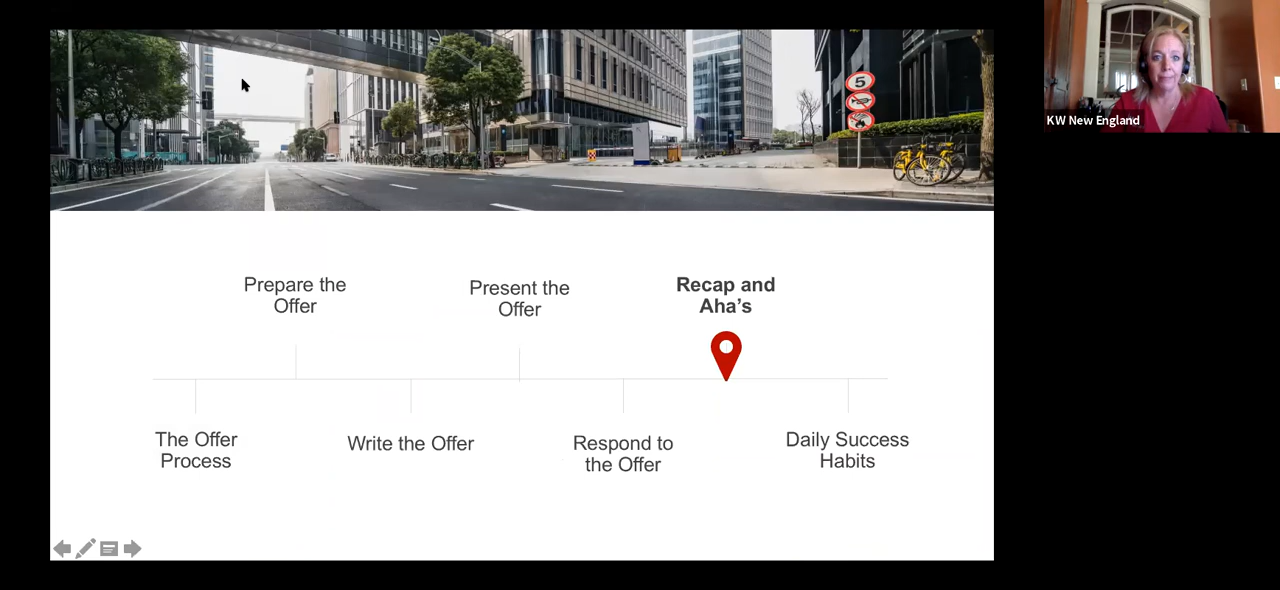 5
KW New England
Prepare the
Offer
Present the
Offer
Recap and
Aha's
The Offer
Process
Write the Offer
Respond to
the Offer
Daily Success
Habits